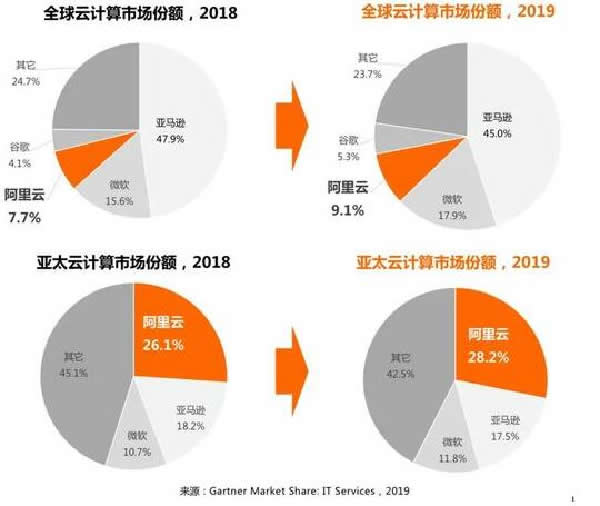 全球云计算市场份额，2018
其它
24.7%
谷歌
4.1%
阿里云
7.7%
微软
15.6%
亚马逊
47.9%
全球云计算市场份额，2019
其它
23.7%
谷歌
5.3%
阿里云
9.1%
微软
17.9%
亚马逊
45.0%
亚太云计算市场份额，2018
其它
45.1%
阿里云
26.1%
亚马逊
18.2%
微软
10.7%
亚太云计算市场份额，2019
其它
42.5%
阿里云
28.2%
亚马逊
17.5%
微软
11.8%
来源：Gartner Market Share: IT Services，2019
1